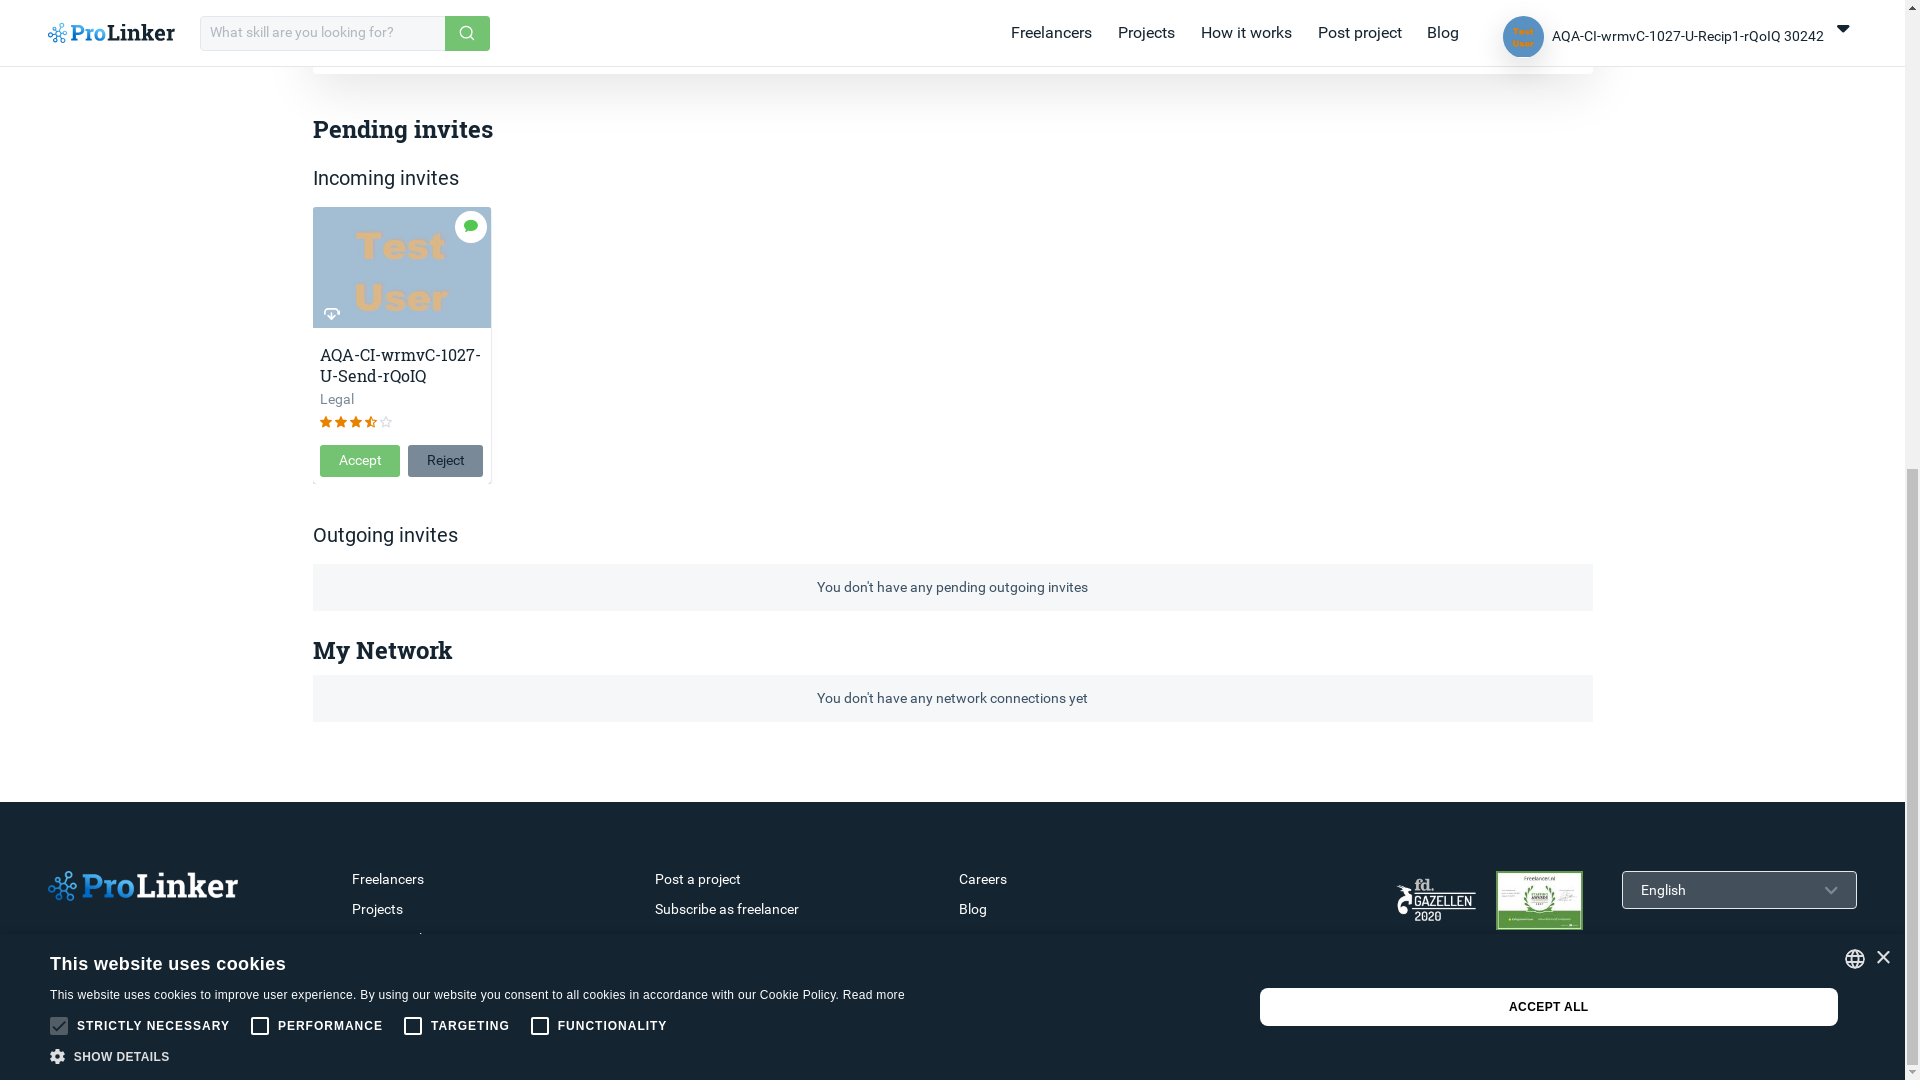 ProLinker
What skill are you looking for?
Freelancers
Projects
How it works
Post project
Blog
Test
User
AQA-CI-wrmvC-1027-U-Recip1-rQoIQ 30242
Pending invites
Incoming invites
Test
User
AQA-CI-wrmvC-1027-
U-Send-rQoIQ
Legal
Accept
Reject
Outgoing invites
You don't have any pending outgoing invites
My Network
You don't have any network connections yet
ProLinker
Freelancers
Projects
Post a project
Subscribe as freelancer
Careers
Blog
fd.
GAZELLEN
2020
Freelancer.nl
English
This website uses cookies
This website uses cookies to improve user experience. By using our website you consent to all cookies in accordance with our Cookie Policy. Read more
STRICTLY NECESSARY
PERFORMANCE
TARGETING
FUNCTIONALITY
SHOW DETAILS
ACCEPT ALL